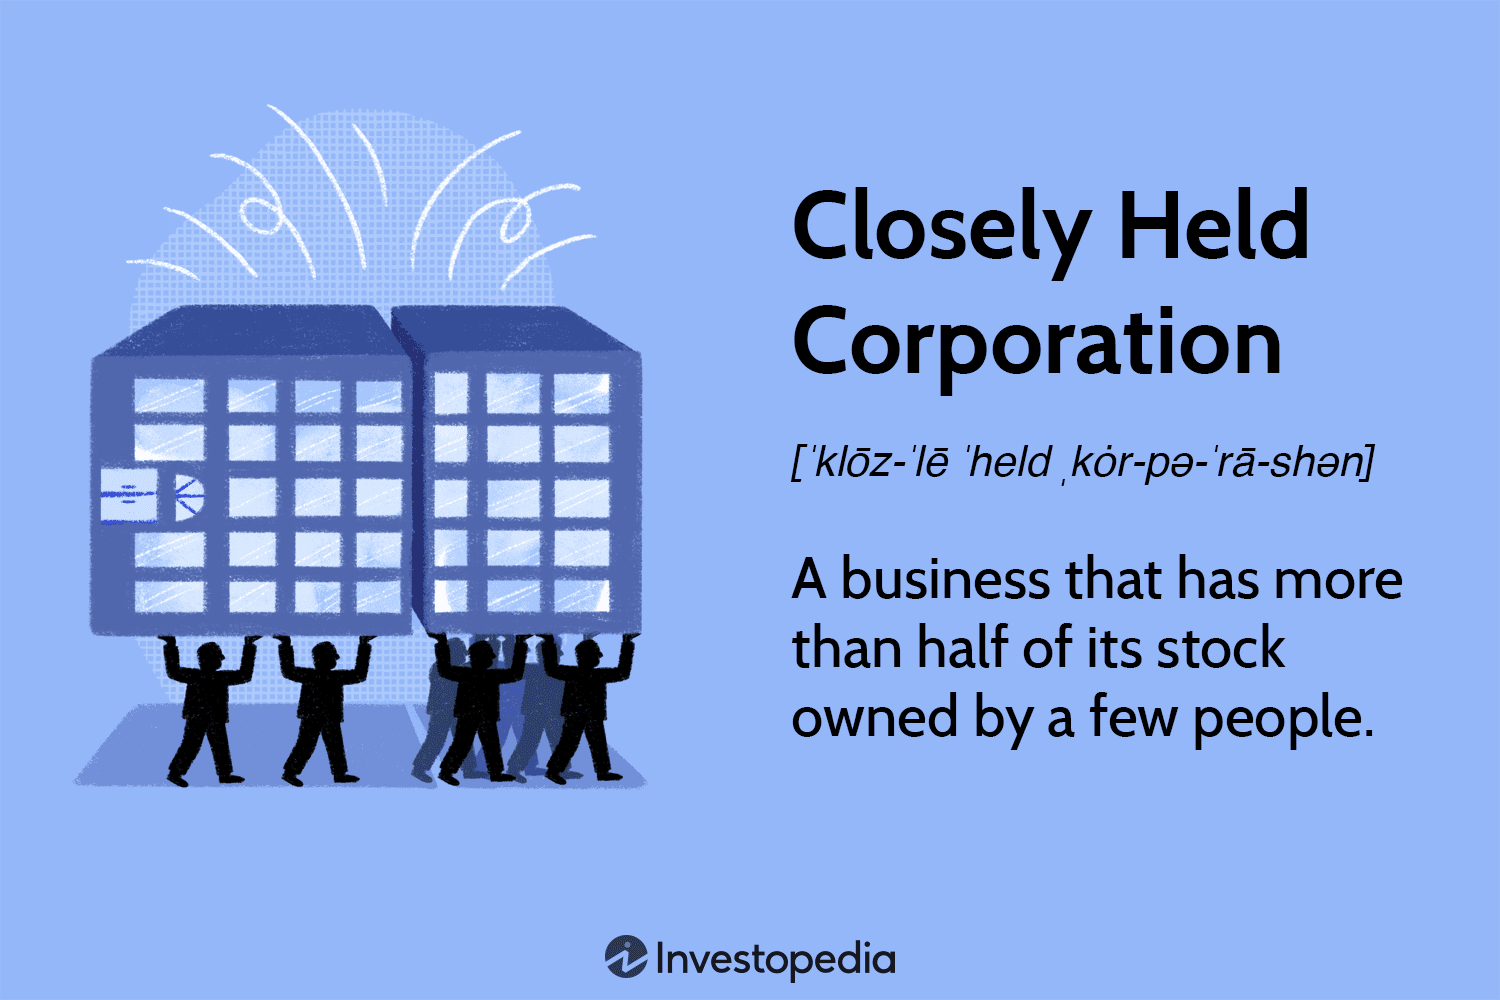 Closely Held
Corporation
[ˈklōz-ˈlē ˈheld ˌkȯr-pə-ˈrā-shən]
A business that has more
than half of its stock
owned by a few people.
Investopedia